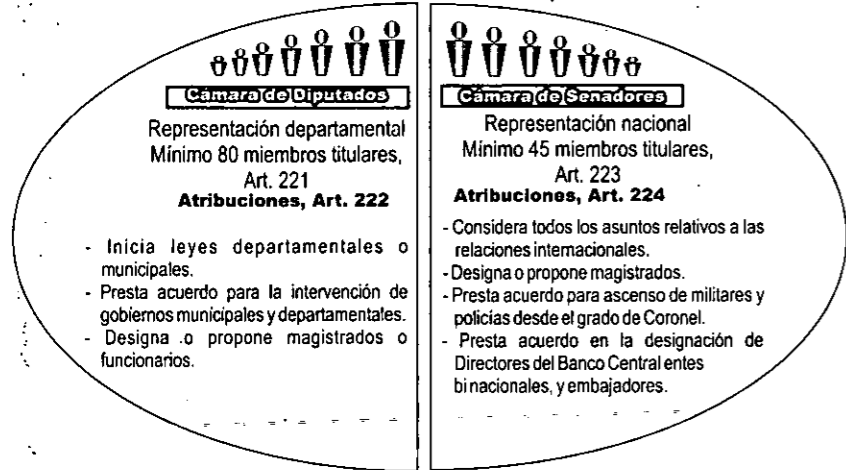 Cámara de Diputados
Representación departamental
Mínimo 80 miembros titulares,
Art. 221
Atribuciones, Art. 222
- Inicia leyes departamentales o
municipales.
- Presta acuerdo para la intervención de
gobiernos municipales y departamentales.
- Designa o propone magistrados o
funcionarios.
Cámara de Senadores
Representación nacional
Mínimo 45 miembros titulares,
Art. 223
Atribuciones, Art. 224
- Considera todos los asuntos relativos a las
relaciones internacionales.
- Designa o propone magistrados.
- Presta acuerdo para ascenso de militares y
policías desde el grado de Coronel.
- Presta acuerdo en la designación de
Directores del Banco Central entes
binacionales, y embajadores.